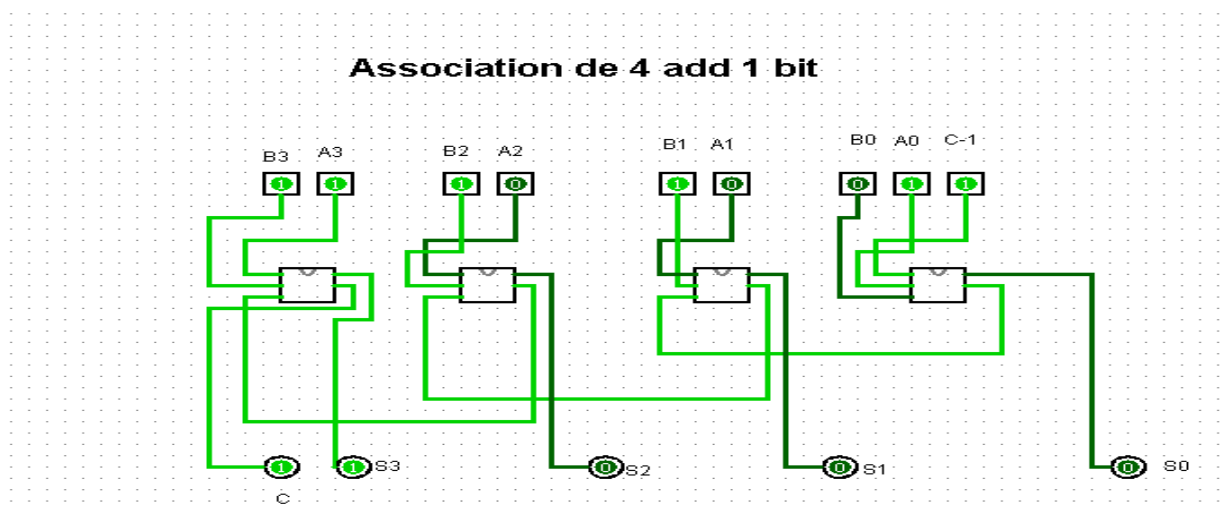 Association de 4 add 1 bit
B3 A3 B2 A2 B1 A1 B0 A0 C-1
1 1 1 0 1 0 0 1 1
1 1 S3 0 S2 0 S1 0 S0
C